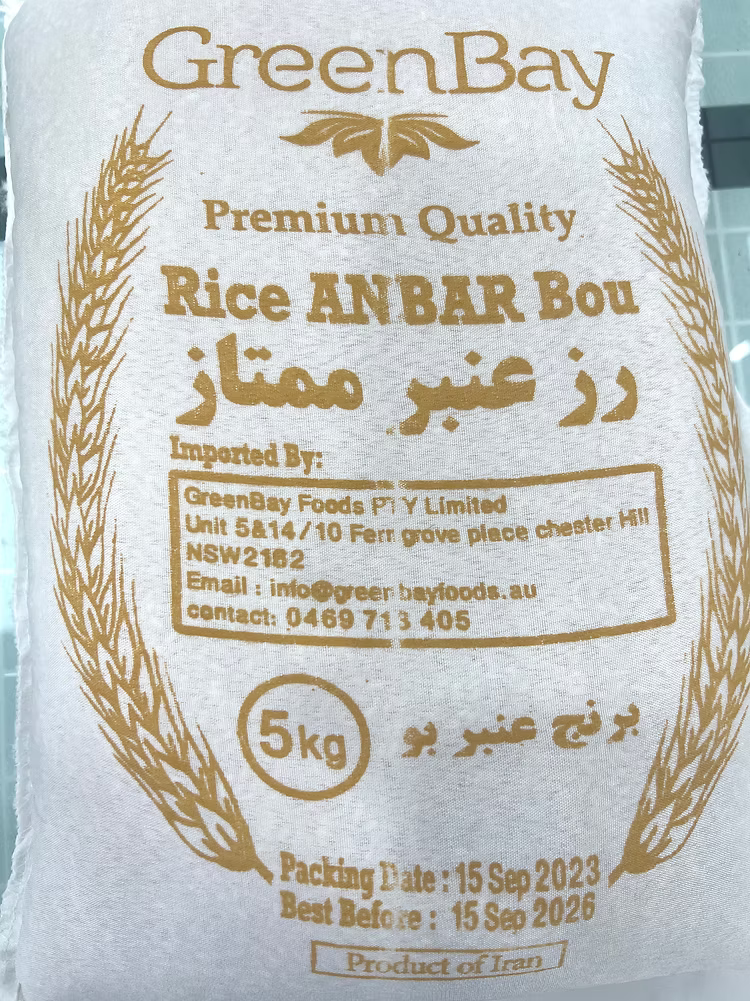 GreenBay
Premium Quality
Rice ANBAR Bou
رز عنبر ممتاز
Imported By:
GreenBay Foods PTY Limited
Unit 5&14/10 Ferngrove place chester Hill
NSW2162
Email : info@greenbayfoods.au
contact: 0469 713 405
5kg
برنج عنبر بو
Packing Date : 15 Sep 2023
Best Before : 15 Sep 2026
Product of Iran